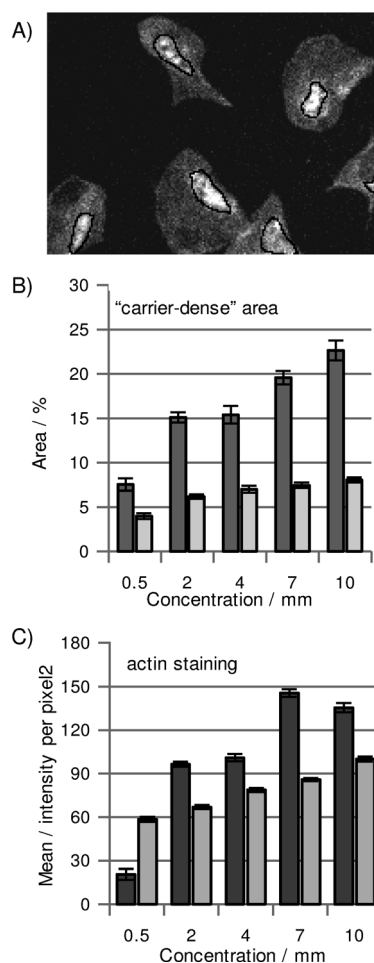 A)
B)
"carrier-dense" area
30
25
20
15
10
5
0
Area / %
0.5 2 4 7 10
Concentration / mm
C)
actin staining
180
150
120
90
60
30
0
Mean / intensity per pixel2
0.5 2 4 7 10
Concentration / mm